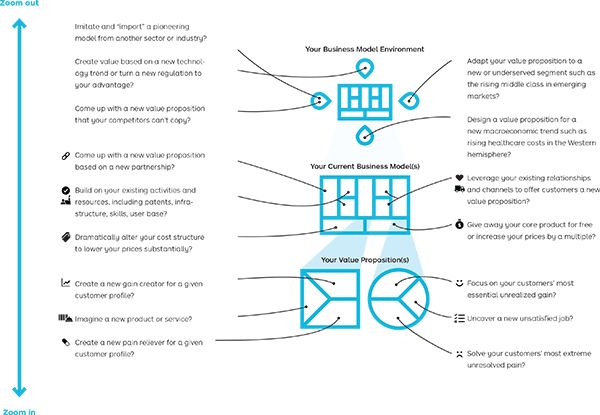 Zoom out
Imitate and “import” a pioneering
model from another sector or industry?
Create value based on a new technol-
ogy trend or turn a new regulation to
your advantage?
Come up with a new value proposition
that your competitors can’t copy?
Your Business Model Environment
Adapt your value proposition to
a new or underserved segment such as
the rising middle class in emerging
markets?
Design a value proposition for a
new macroeconomic trend such as
rising healthcare costs in the Western
hemisphere?
Come up with a new value proposition
based on a new partnership?
Build on your existing activities and
resources, including patents, infra-
structure, skills, user base?
Dramatically alter your cost structure
to lower your prices substantially?
Your Current Business Model(s)
Leverage your existing relationships
and channels to offer customers a new
value proposition?
Give away your core product for free
or increase your prices by a multiple?
Your Value Proposition(s)
Create a new gain creator for a given
customer profile?
Imagine a new product or service?
Create a new pain reliever for a given
customer profile?
Focus on your customers’ most
essential unrealized gain?
Uncover a new unsatisfied job?
Solve your customers’ most extreme
unresolved pain?
Zoom in